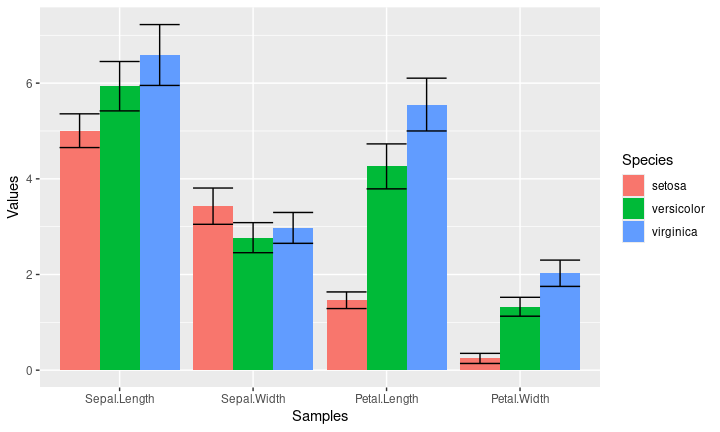 Values
6
4
2
0
Sepal.Length Sepal.Width Petal.Length Petal.Width
Samples
Species
setosa
versicolor
virginica